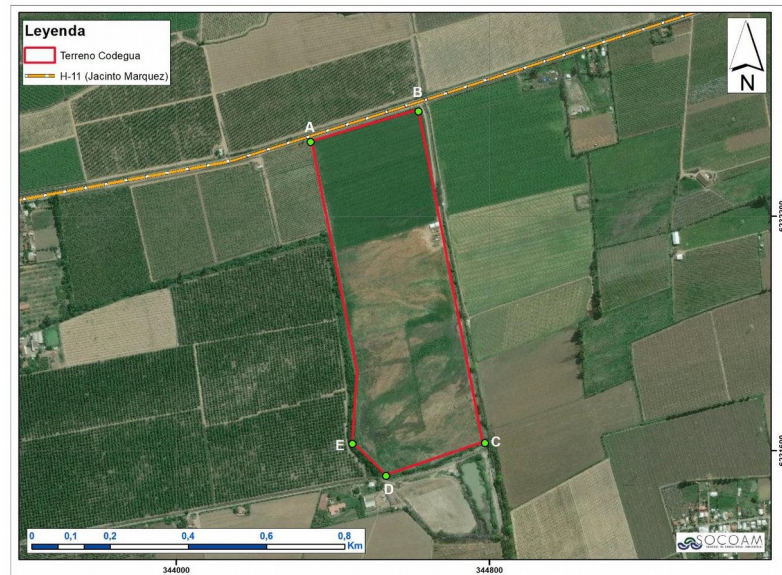 Leyenda
Terreno Codegua
H-11 (Jacinto Marquez)
N
A
B
C
D
E
0 0,1 0,2 0,4 0,6 0,8
Km
SOCOAM
344000 344800